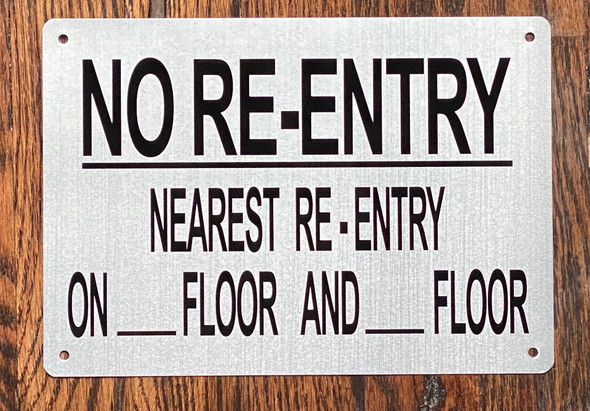 NO RE-ENTRY
NEAREST RE-ENTRY
ON ___ FLOOR AND ___ FLOOR